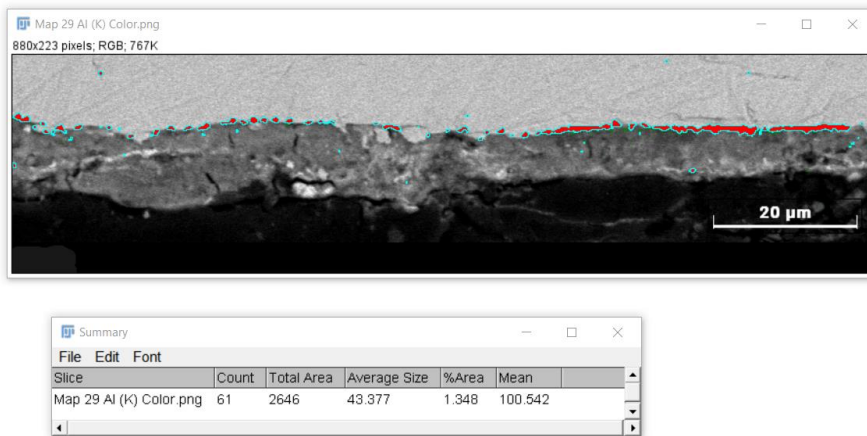 Map 29 Al (K) Color.png
880x223 pixels; RGB; 767K
20 µm
Summary
File Edit Font
Slice Count Total Area Average Size %Area Mean
Map 29 Al (K) Color.png 61 2646 43.377 1.348 100.542